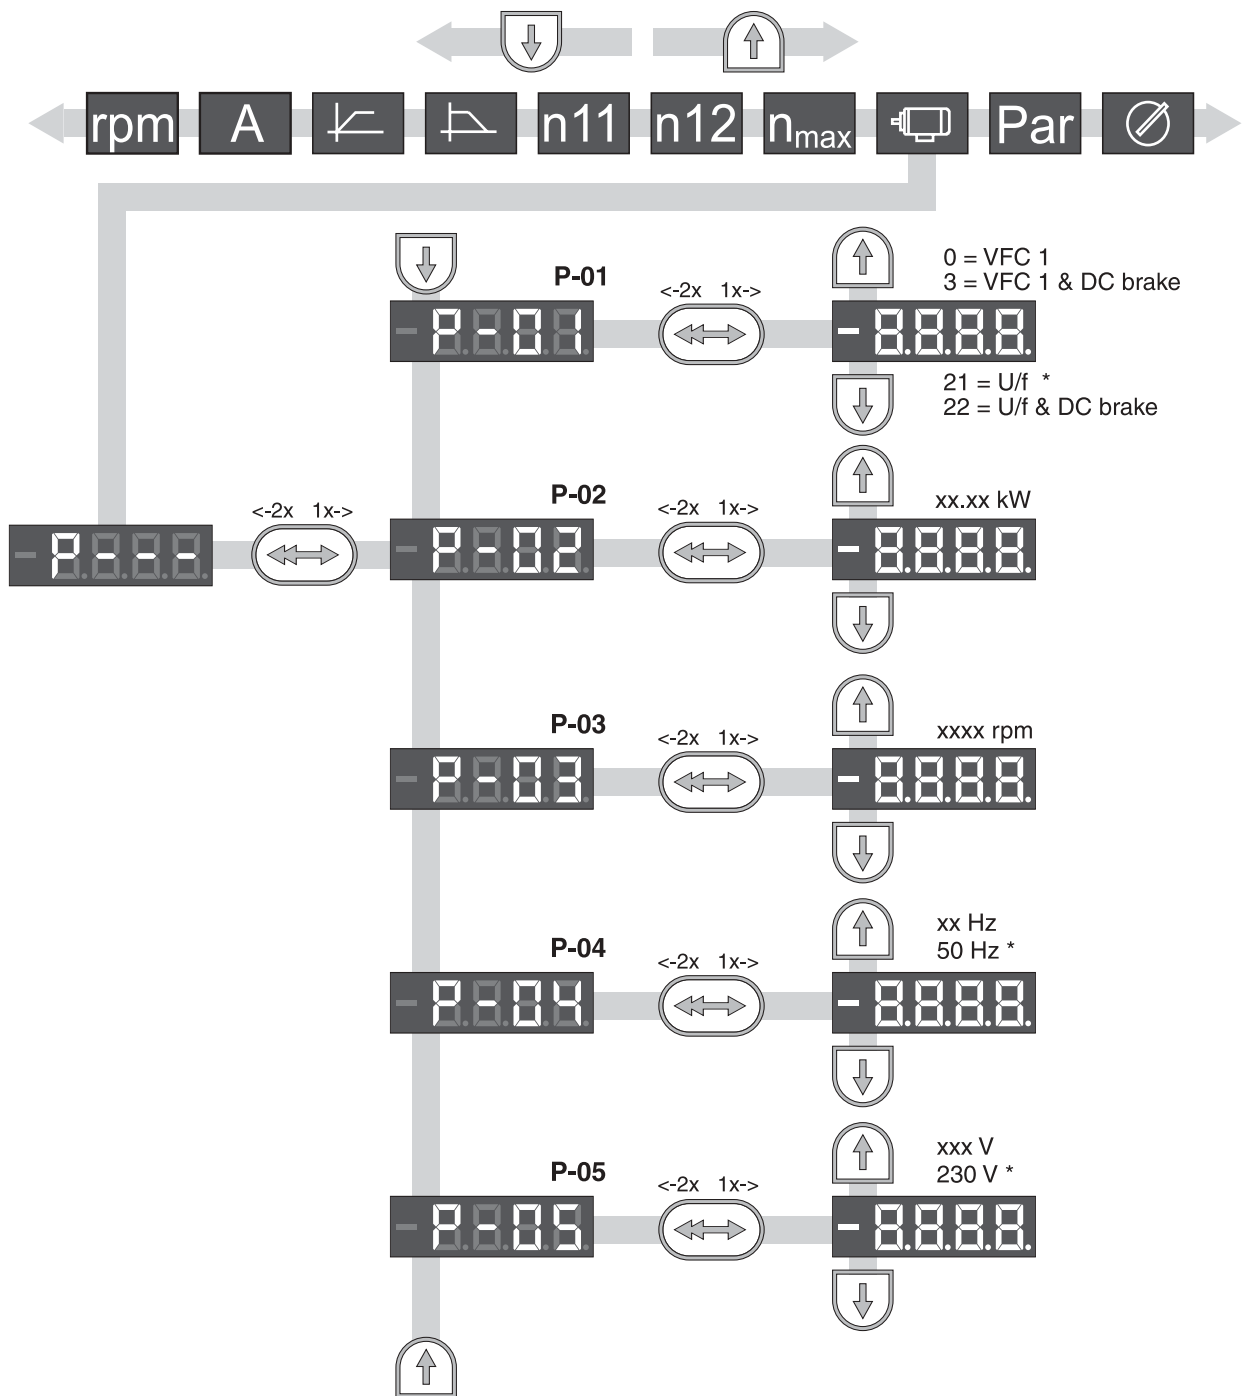 rpm A n11 n12 nmax Par
P-01
<-2x 1x->
0 = VFC 1
3 = VFC 1 & DC brake
- P-01
- 8.8.8.8.
21 = U/f *
22 = U/f & DC brake
P-02
<-2x 1x->
xx.xx kW
- P---
<-2x 1x->
- P-02
- 8.8.8.8.
P-03
<-2x 1x->
xxxx rpm
- P-03
- 8.8.8.8.
P-04
<-2x 1x->
xx Hz
50 Hz *
- P-04
- 8.8.8.8.
P-05
<-2x 1x->
xxx V
230 V *
- P-05
- 8.8.8.8.